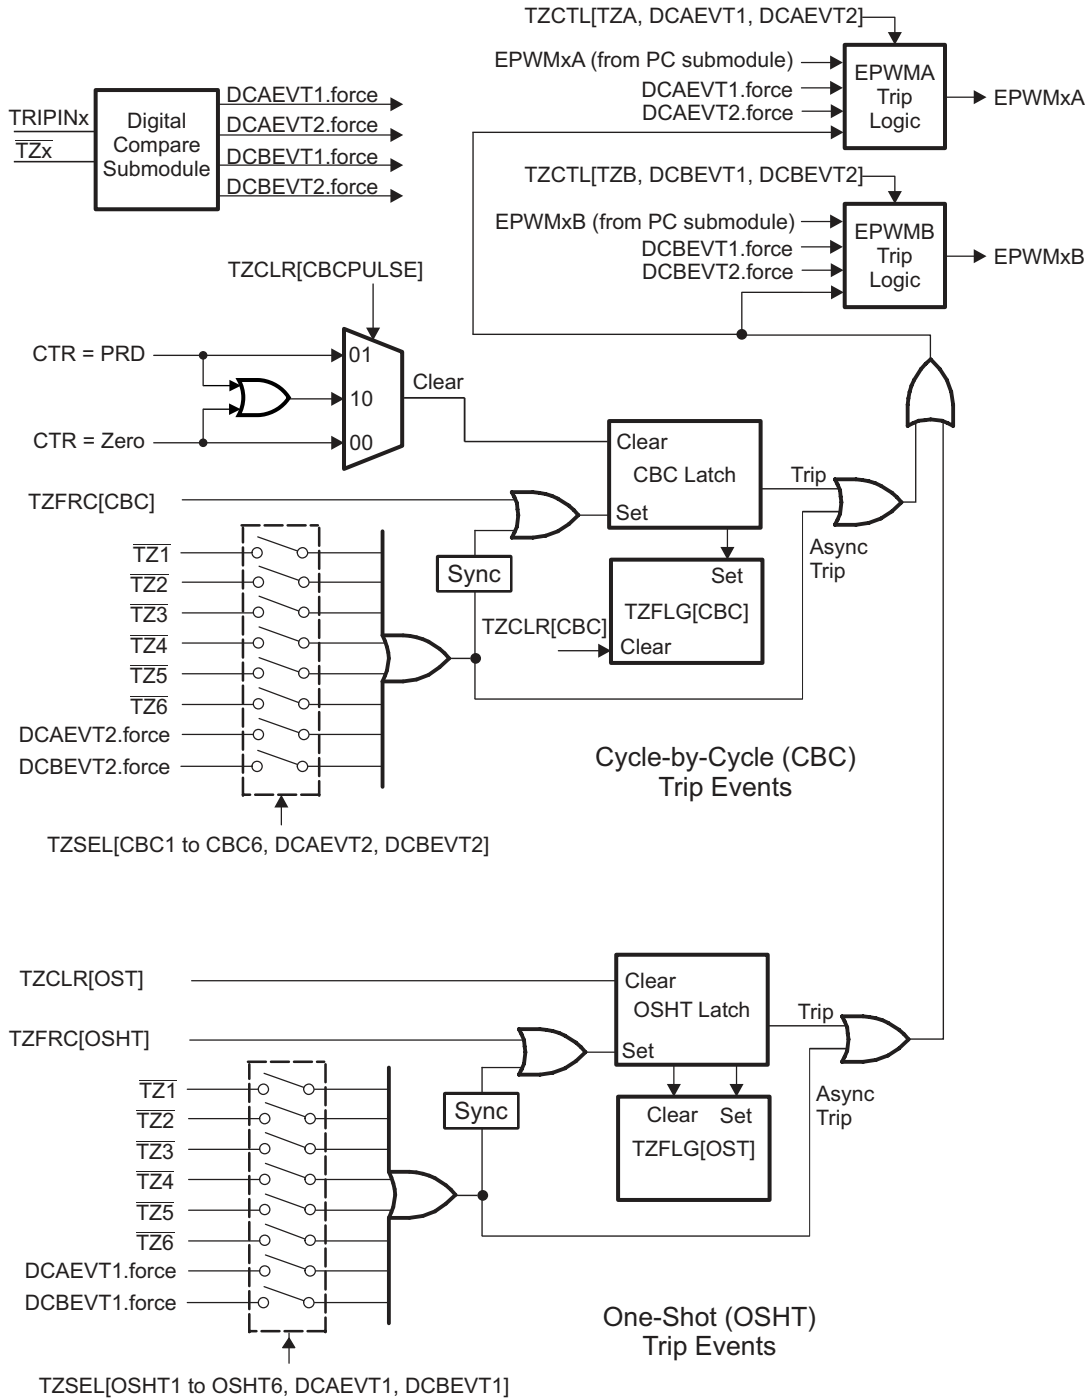 TZCTL[TZA, DCAEVT1, DCAEVT2]
EPWMxA (from PC submodule)
DCAEVT1.force
DCAEVT2.force
EPWMA
Trip
Logic
EPWMxA
TRIPINx
TZx
Digital
Compare
Submodule
DCAEVT1.force
DCAEVT2.force
DCBEVT1.force
DCBEVT2.force
TZCTL[TZB, DCBEVT1, DCBEVT2]
EPWMxB (from PC submodule)
DCBEVT1.force
DCBEVT2.force
EPWMB
Trip
Logic
EPWMxB
TZCLR[CBCPULSE]
CTR = PRD
CTR = Zero
01
10
00
Clear
Clear
CBC Latch
Set
Trip
TZFRC[CBC]
TZ1
TZ2
TZ3
TZ4
TZ5
TZ6
DCAEVT2.force
DCBEVT2.force
Sync
Async
Trip
Set
TZFLG[CBC]
Clear
TZCLR[CBC]
Cycle-by-Cycle (CBC)
Trip Events
TZSEL[CBC1 to CBC6, DCAEVT2, DCBEVT2]
TZCLR[OST]
TZFRC[OSHT]
Clear
OSHT Latch
Set
Trip
TZ1
TZ2
TZ3
TZ4
TZ5
TZ6
DCAEVT1.force
DCBEVT1.force
Sync
Async
Trip
Clear Set
TZFLG[OST]
One-Shot (OSHT)
Trip Events
TZSEL[OSHT1 to OSHT6, DCAEVT1, DCBEVT1]